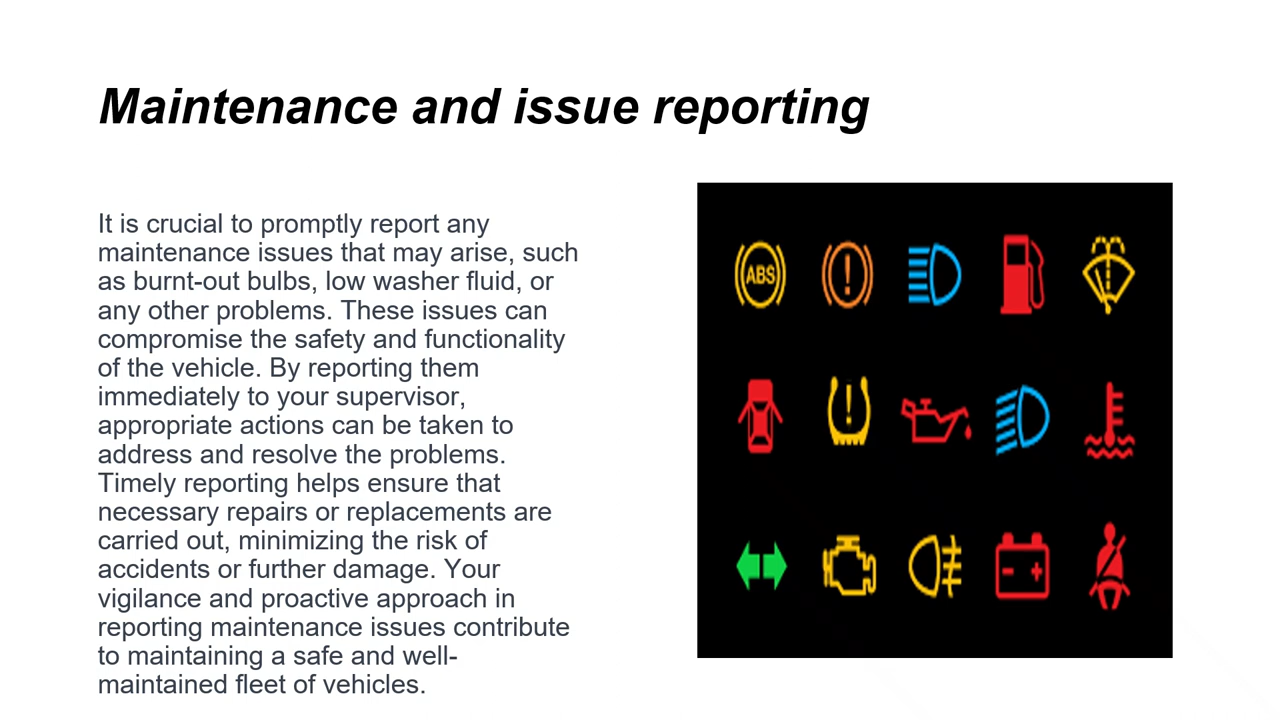 Maintenance and issue reporting
It is crucial to promptly report any
maintenance issues that may arise, such
as burnt-out bulbs, low washer fluid, or
any other problems. These issues can
compromise the safety and functionality
of the vehicle. By reporting them
immediately to your supervisor,
appropriate actions can be taken to
address and resolve the problems.
Timely reporting helps ensure that
necessary repairs or replacements are
carried out, minimizing the risk of
accidents or further damage. Your
vigilance and proactive approach in
reporting maintenance issues contribute
to maintaining a safe and well-
maintained fleet of vehicles.
ABS